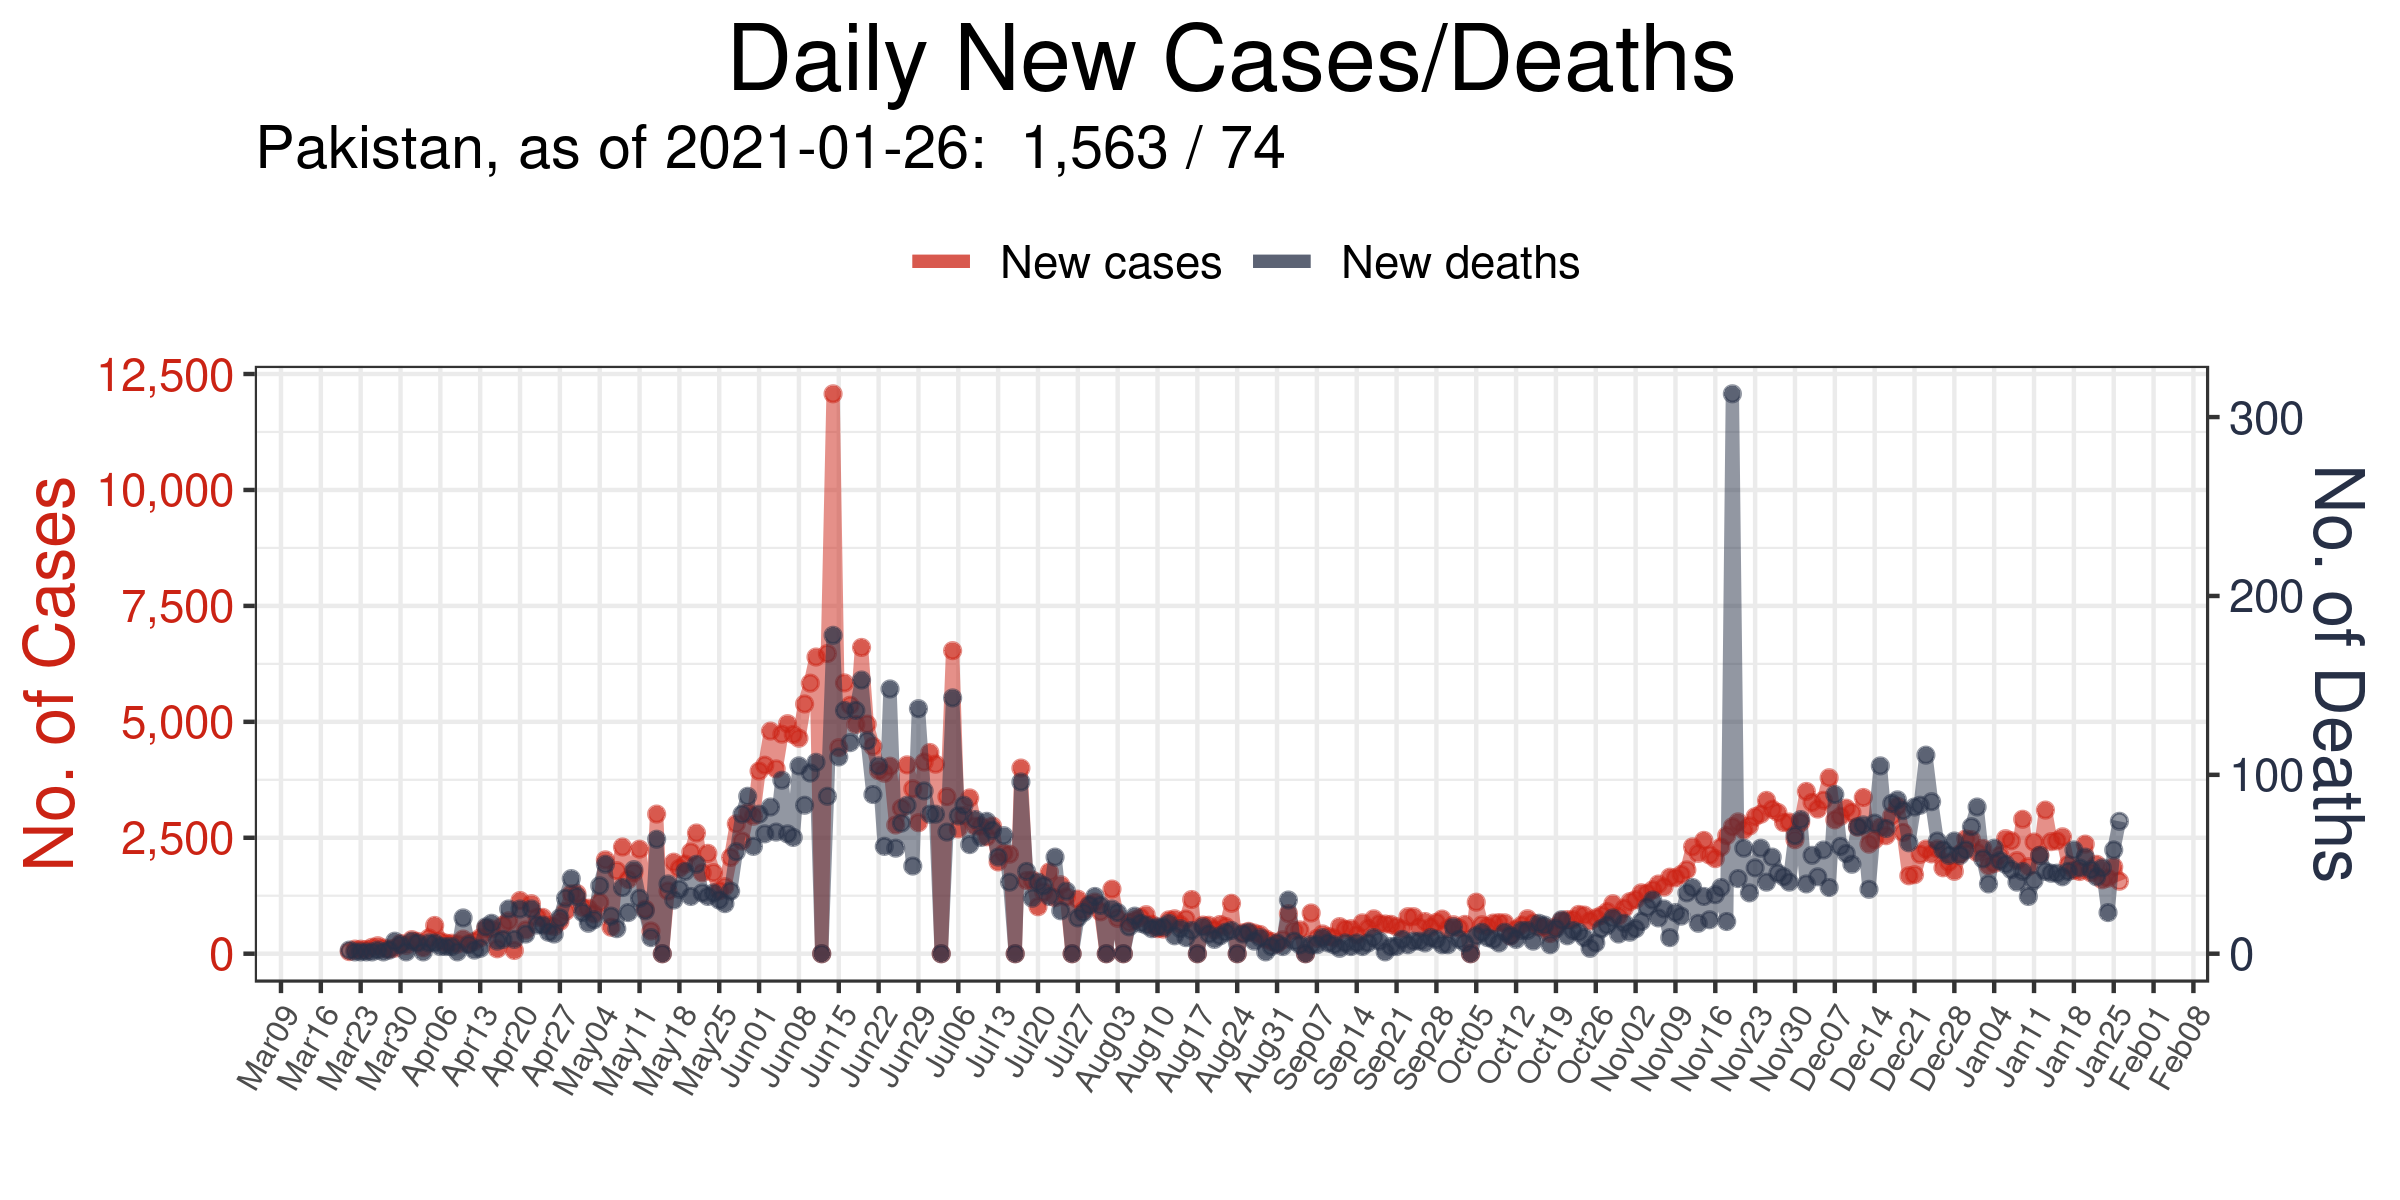 Daily New Cases/Deaths
Pakistan, as of 2021-01-26:  1,563 / 74
New cases
New deaths
No. of Cases
12,500
10,000
7,500
5,000
2,500
0
300
200
100
0
No. of Deaths
Mar09
Mar16
Mar23
Mar30
Apr06
Apr13
Apr20
Apr27
May04
May11
May18
May25
Jun01
Jun08
Jun15
Jun22
Jun29
Jul06
Jul13
Jul20
Jul27
Aug03
Aug10
Aug17
Aug24
Aug31
Sep07
Sep14
Sep21
Sep28
Oct05
Oct12
Oct19
Oct26
Nov02
Nov09
Nov16
Nov23
Nov30
Dec07
Dec14
Dec21
Dec28
Jan04
Jan11
Jan18
Jan25
Feb01
Feb08